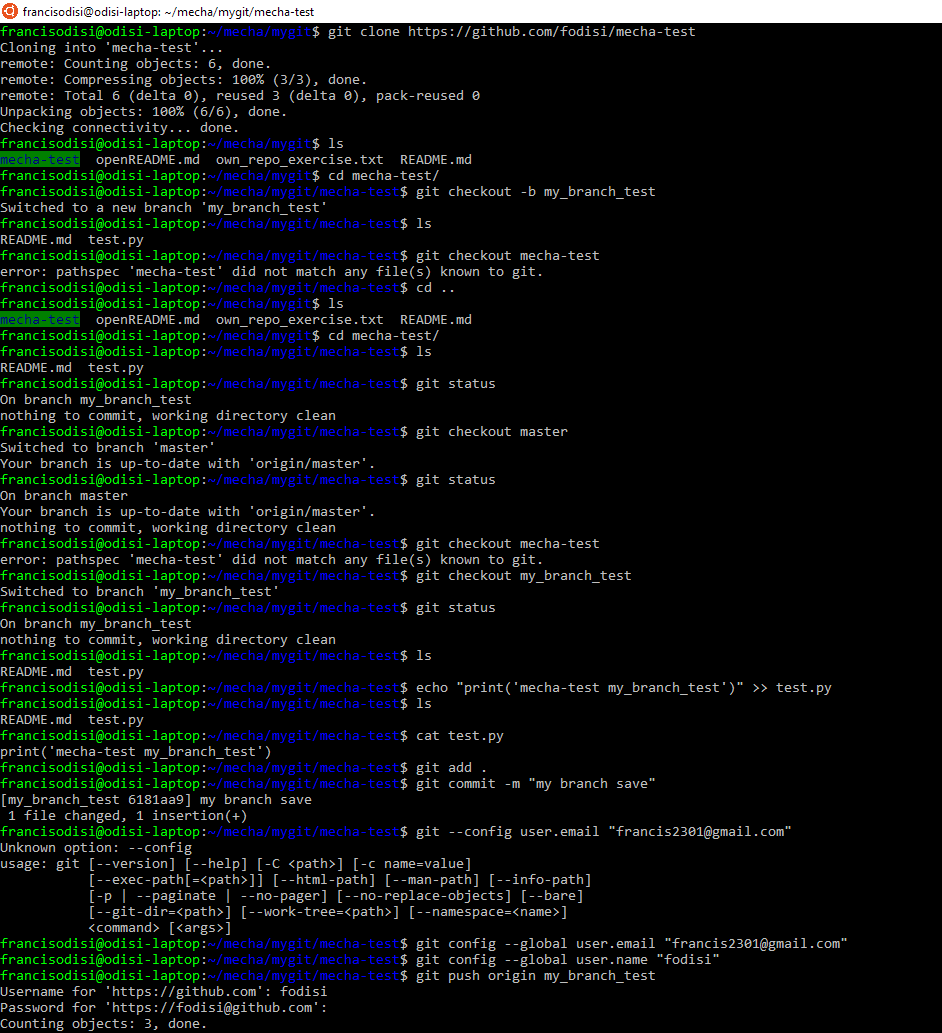 francisodisi@odisi-laptop: ~/mecha/mygit/mecha-test
francisodisi@odisi-laptop:~/mecha/mygit$ git clone https://github.com/fodisi/mecha-test
Cloning into 'mecha-test'...
remote: Counting objects: 6, done.
remote: Compressing objects: 100% (3/3), done.
remote: Total 6 (delta 0), reused 3 (delta 0), pack-reused 0
Unpacking objects: 100% (6/6), done.
Checking connectivity... done.
francisodisi@odisi-laptop:~/mecha/mygit$ ls
mecha-test  openREADME.md  own_repo_exercise.txt  README.md
francisodisi@odisi-laptop:~/mecha/mygit$ cd mecha-test/
francisodisi@odisi-laptop:~/mecha/mygit/mecha-test$ git checkout -b my_branch_test
Switched to a new branch 'my_branch_test'
francisodisi@odisi-laptop:~/mecha/mygit/mecha-test$ ls
README.md  test.py
francisodisi@odisi-laptop:~/mecha/mygit/mecha-test$ git checkout mecha-test
error: pathspec 'mecha-test' did not match any file(s) known to git.
francisodisi@odisi-laptop:~/mecha/mygit/mecha-test$ cd ..
francisodisi@odisi-laptop:~/mecha/mygit$ ls
mecha-test  openREADME.md  own_repo_exercise.txt  README.md
francisodisi@odisi-laptop:~/mecha/mygit$ cd mecha-test/
francisodisi@odisi-laptop:~/mecha/mygit/mecha-test$ ls
README.md  test.py
francisodisi@odisi-laptop:~/mecha/mygit/mecha-test$ git status
On branch my_branch_test
nothing to commit, working directory clean
francisodisi@odisi-laptop:~/mecha/mygit/mecha-test$ git checkout master
Switched to branch 'master'
Your branch is up-to-date with 'origin/master'.
francisodisi@odisi-laptop:~/mecha/mygit/mecha-test$ git status
On branch master
Your branch is up-to-date with 'origin/master'.
nothing to commit, working directory clean
francisodisi@odisi-laptop:~/mecha/mygit/mecha-test$ git checkout mecha-test
error: pathspec 'mecha-test' did not match any file(s) known to git.
francisodisi@odisi-laptop:~/mecha/mygit/mecha-test$ git checkout my_branch_test
Switched to branch 'my_branch_test'
francisodisi@odisi-laptop:~/mecha/mygit/mecha-test$ git status
On branch my_branch_test
nothing to commit, working directory clean
francisodisi@odisi-laptop:~/mecha/mygit/mecha-test$ ls
README.md  test.py
francisodisi@odisi-laptop:~/mecha/mygit/mecha-test$ echo "print('mecha-test my_branch_test')" >> test.py
francisodisi@odisi-laptop:~/mecha/mygit/mecha-test$ ls
README.md  test.py
francisodisi@odisi-laptop:~/mecha/mygit/mecha-test$ cat test.py
print('mecha-test my_branch_test')
francisodisi@odisi-laptop:~/mecha/mygit/mecha-test$ git add .
francisodisi@odisi-laptop:~/mecha/mygit/mecha-test$ git commit -m "my branch save"
[my_branch_test 6181aa9] my branch save
 1 file changed, 1 insertion(+)
francisodisi@odisi-laptop:~/mecha/mygit/mecha-test$ git --config user.email "francis2301@gmail.com"
Unknown option: --config
usage: git [--version] [--help] [-C <path>] [-c name=value]
           [--exec-path[=<path>]] [--html-path] [--man-path] [--info-path]
           [-p | --paginate | --no-pager] [--no-replace-objects] [--bare]
           [--git-dir=<path>] [--work-tree=<path>] [--namespace=<name>]
           <command> [<args>]
francisodisi@odisi-laptop:~/mecha/mygit/mecha-test$ git config --global user.email "francis2301@gmail.com"
francisodisi@odisi-laptop:~/mecha/mygit/mecha-test$ git config --global user.name "fodisi"
francisodisi@odisi-laptop:~/mecha/mygit/mecha-test$ git push origin my_branch_test
Username for 'https://github.com': fodisi
Password for 'https://fodisi@github.com':
Counting objects: 3, done.